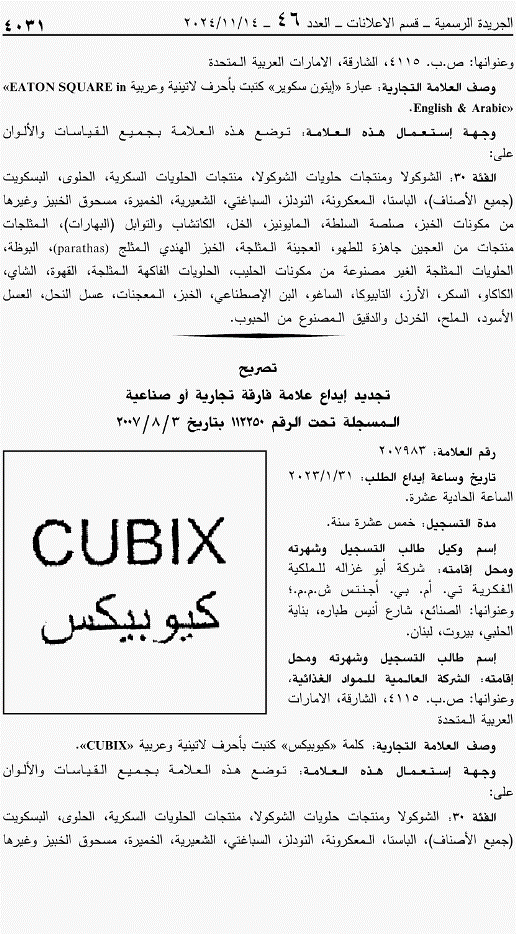 الجريدة الرسمية ــ قسم الاعلانات ــ العدد ٤٦ ــ ٢٠٢٤/١١/١٤
٤٠٣١
وعنوانها: ص.ب. ٤١١٥، الشارقة، الامارات العربية المتحدة
وصف العلامة التجارية: عبارة «إيتون سكوير» كتبت بأحرف لاتينية وعربية «EATON SQUARE in
English & Arabic».
وجهة إستعمال هذه العلامة: توضع هذه العلامة بجميع القياسات والألوان
على:
الفئة ٣٠: الشوكولا ومنتجات حلويات الشوكولا، منتجات الحلويات السكرية، الحلوى، البسكويت
(جميع الأصناف)، الباستا، المعكرونة، النودلز، السباغتي، الشعيرية، الخميرة، مسحوق الخبيز وغيرها
من مكونات الخبز، صلصة السلطة، المايونيز، الخل، الكاتشاب والتوابل (البهارات)، المثلجات
منتجات من العجين جاهزة للطهو، العجينة المثلجة، الخبز الهندي المثلج (parathas)، البوظة،
الحلويات المثلجة الغير مصنوعة من مكونات الحليب، الحلويات الفاكهة المثلجة، القهوة، الشاي،
الكاكاو، السكر، الأرز، التابيوكا، الساغو، البن الإصطناعي، الخبز، المعجنات، عسل النحل، العسل
الأسود، الملح، الخردل والدقيق المصنوع من الحبوب.
تصريح
تجديد إيداع علامة فارقة تجارية أو صناعية
المسجلة تحت الرقم ١١٢٢٥٠ بتاريخ ٢٠٠٧/٨/٣
رقم العلامة: ٢٠٧٩٨٣
تاريخ وساعة إيداع الطلب: ٢٠٢٣/١/٣١
الساعة الحادية عشرة.
مدة التسجيل: خمس عشرة سنة.
إسم وكيل طالب التسجيل وشهرته
ومحل إقامته: شركة أبو غزاله للملكية
الفكرية تي. أم. بي. أجنتس ش.م.م.؛
وعنوانها: الصنائع، شارع أنيس طباره، بناية
الحلبي، بيروت، لبنان.
إسم طالب التسجيل وشهرته ومحل
إقامته: الشركة العالمية للمواد الغذائية،
وعنوانها: ص.ب. ٤١١٥، الشارقة، الامارات
العربية المتحدة
CUBIX
كيوبيكس
وصف العلامة التجارية: كلمة «كيوبيكس» كتبت بأحرف لاتينية وعربية «CUBIX».
وجهة إستعمال هذه العلامة: توضع هذه العلامة بجميع القياسات والألوان
على:
الفئة ٣٠: الشوكولا ومنتجات حلويات الشوكولا، منتجات الحلويات السكرية، الحلوى، البسكويت
(جميع الأصناف)، الباستا، المعكرونة، النودلز، السباغتي، الشعيرية، الخميرة، مسحوق الخبيز وغيرها